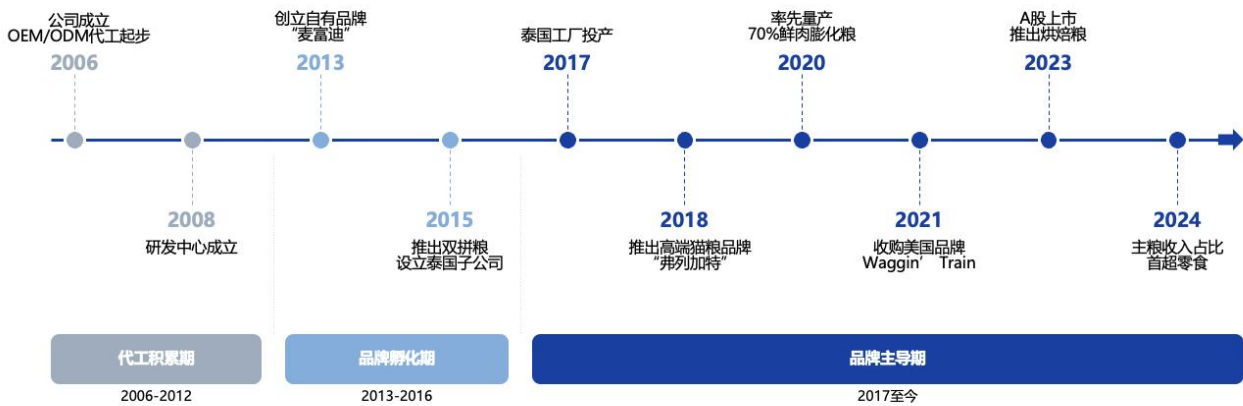 公司成立
OEM/ODM代工起步
2006
创立自有品牌
“麦富迪”
2013
泰国工厂投产
2017
率先量产
70%鲜肉膨化粮
2020
A股上市
推出烘焙粮
2023
2008
研发中心成立
2015
推出双拼粮
设立泰国子公司
2018
推出高端猫粮品牌
“弗列加特”
2021
收购美国品牌
Waggin’ Train
2024
主粮收入占比
首超零食
代工积累期
品牌孵化期
品牌主导期
2006-2012
2013-2016
2017至今